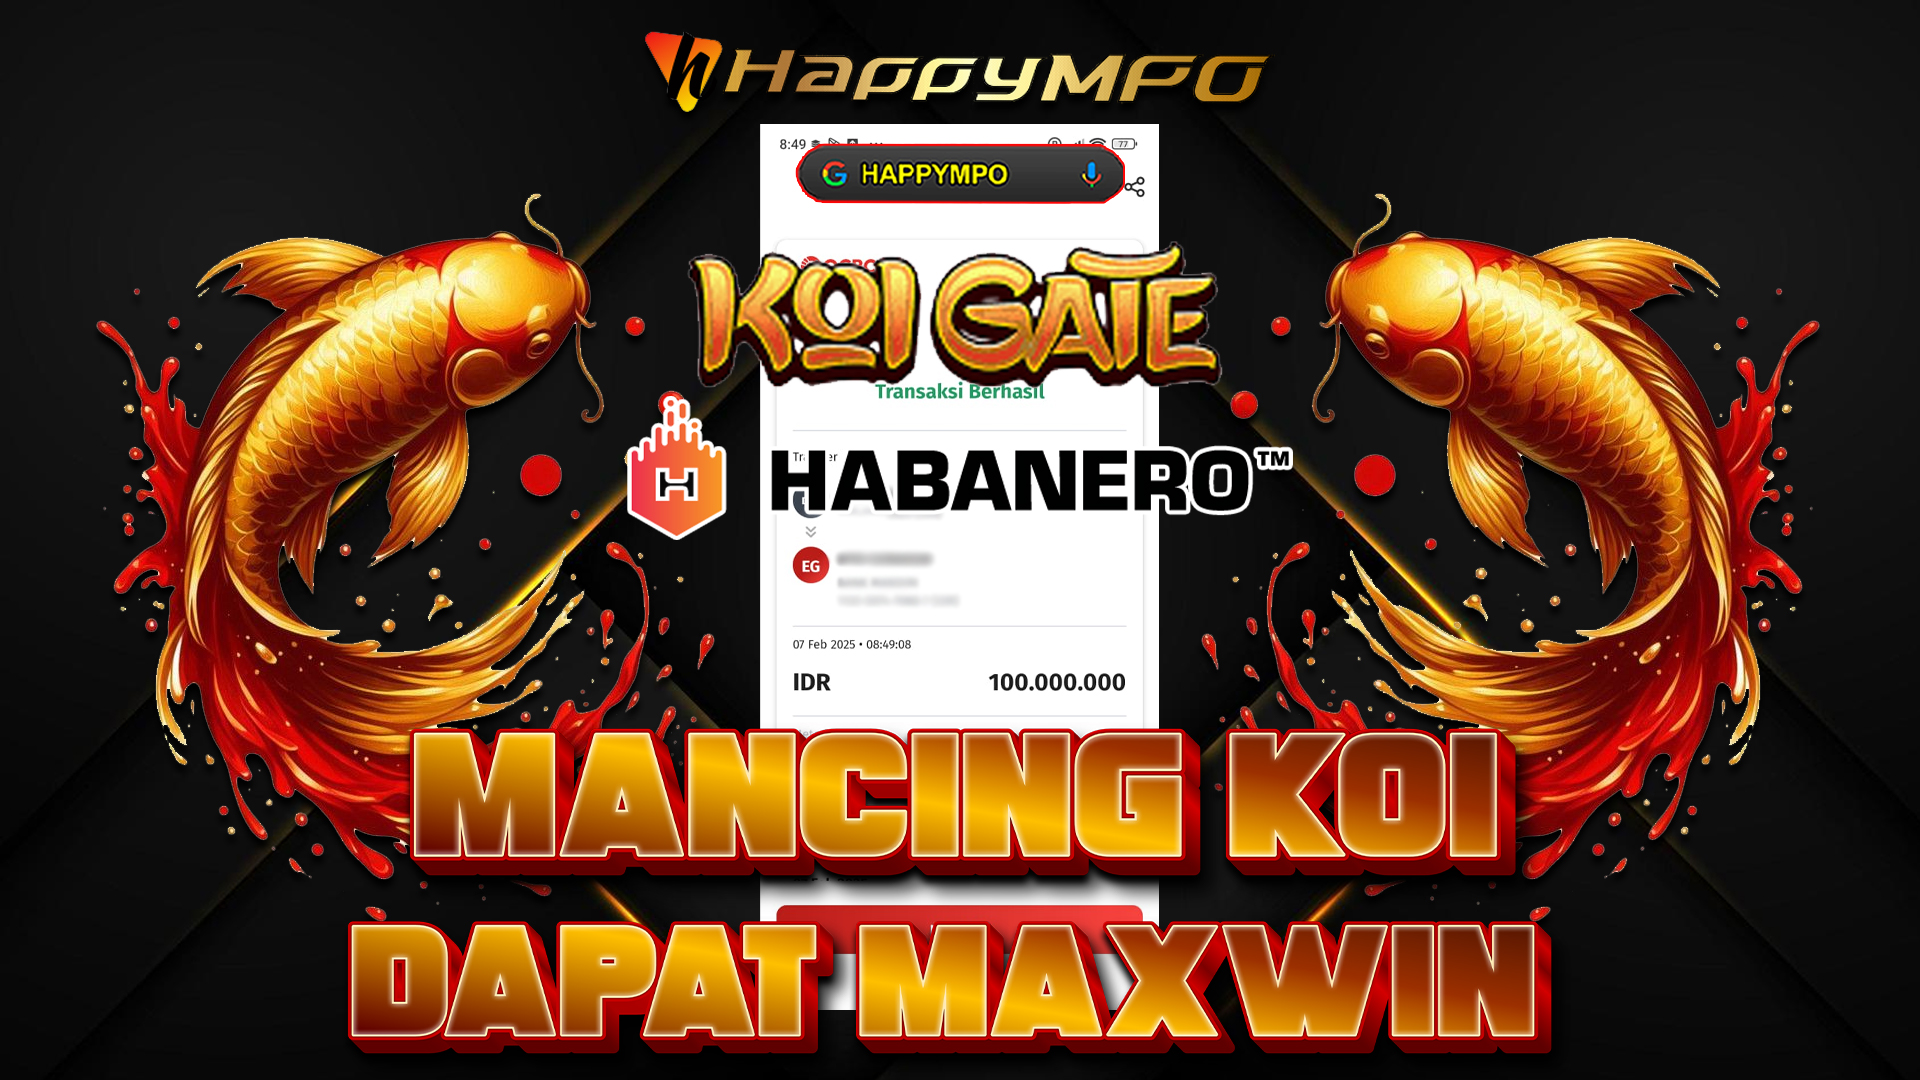 HappyMPO
8:49
77
HAPPYMPO
KOI GATE
Transaksi Berhasil
H HABANERO™
EG
07 Feb 2025 • 08:49:08
IDR 100.000.000
MANCING KOI
DAPAT MAXWIN